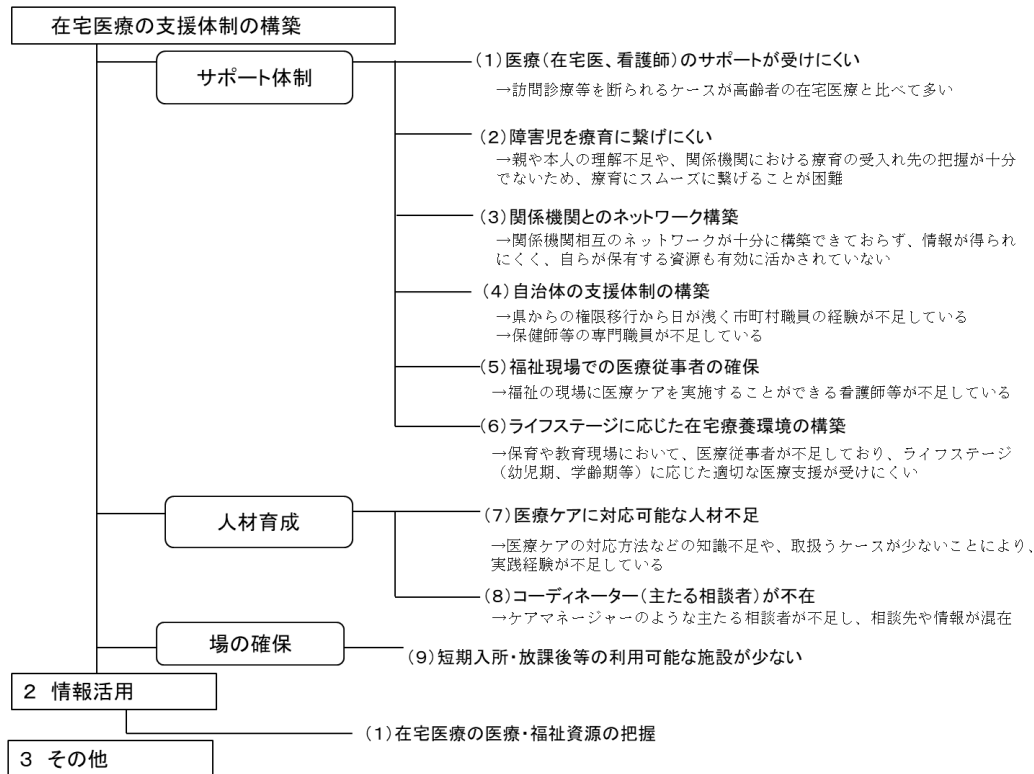 在宅医療の支援体制の構築
サポート体制
(1)医療(在宅医、看護師)のサポートが受けにくい
→訪問診療等を断られるケースが高齢者の在宅医療と比べて多い
(2)障害児を療育に繋げにくい
→親や本人の理解不足や、関係機関における療育の受入れ先の把握が十分
でないため、療育にスムーズに繋げることが困難
(3)関係機関とのネットワーク構築
→関係機関相互のネットワークが十分に構築できておらず、情報が得られ
にくく、自らが保有する資源も有効に活かされていない
(4)自治体の支援体制の構築
→県からの権限移行から日が浅く市町村職員の経験が不足している
→保健師等の専門職員が不足している
(5)福祉現場での医療従事者の確保
→福祉の現場に医療ケアを実施することができる看護師等が不足している
(6)ライフステージに応じた在宅療養環境の構築
→保育や教育現場において、医療従事者が不足しており、ライフステージ
(幼児期、学齢期等)に応じた適切な医療支援が受けにくい
人材育成
(7)医療ケアに対応可能な人材不足
→医療ケアの対応方法などの知識不足や、取扱うケースが少ないことにより、
実践経験が不足している
(8)コーディネーター(主たる相談者)が不在
→ケアマネージャーのような主たる相談者が不足し、相談先や情報が混在
場の確保
(9)短期入所・放課後等の利用可能な施設が少ない
2 情報活用
(1)在宅医療の医療・福祉資源の把握
3 その他